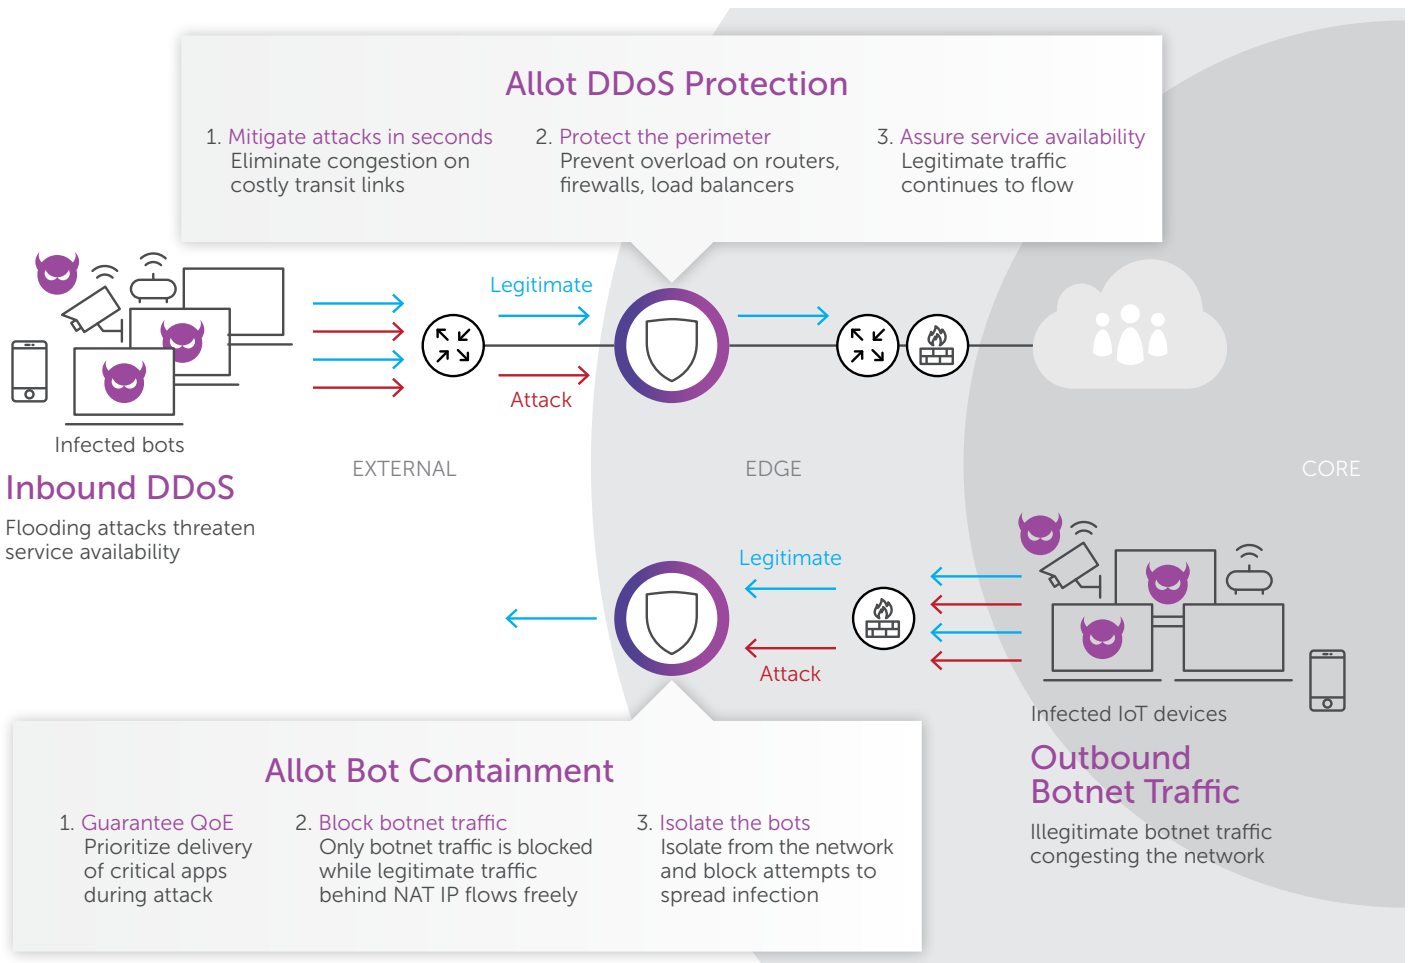 Allot DDoS Protection
1. Mitigate attacks in seconds
Eliminate congestion on
costly transit links
2. Protect the perimeter
Prevent overload on routers,
firewalls, load balancers
3. Assure service availability
Legitimate traffic
continues to flow
Legitimate
Attack
Infected bots
Inbound DDoS
Flooding attacks threaten
service availability
EXTERNAL
EDGE
CORE
Legitimate
Attack
Infected IoT devices
Outbound
Botnet Traffic
Illegitimate botnet traffic
congesting the network
Allot Bot Containment
1. Guarantee QoE
Prioritize delivery
of critical apps
during attack
2. Block botnet traffic
Only botnet traffic is blocked
while legitimate traffic
behind NAT IP flows freely
3. Isolate the bots
Isolate from the network
and block attempts to
spread infection